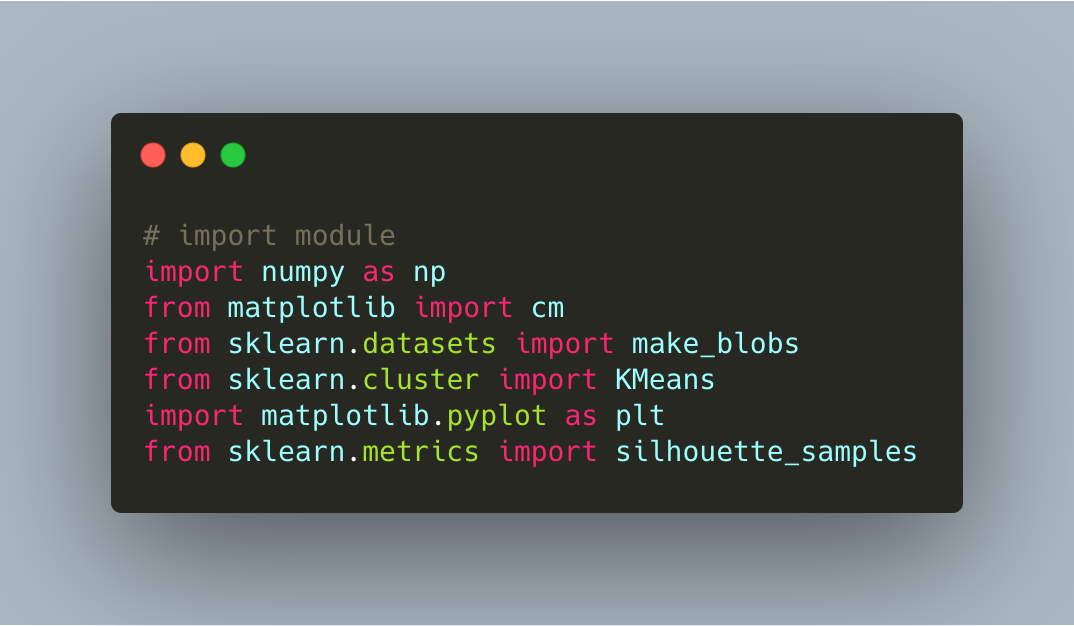 # import module
import numpy as np
from matplotlib import cm
from sklearn.datasets import make_blobs
from sklearn.cluster import KMeans
import matplotlib.pyplot as plt
from sklearn.metrics import silhouette_samples